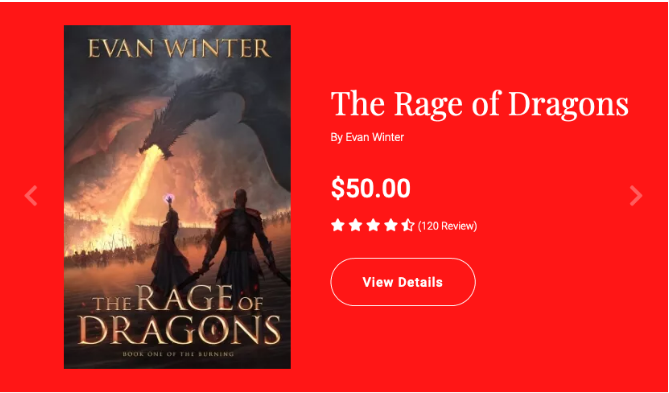 EVAN WINTER
THE RAGE OF
DRAGONS
BOOK ONE OF THE BURNING
The Rage of Dragons
By Evan Winter
$50.00
(120 Review)
View Details